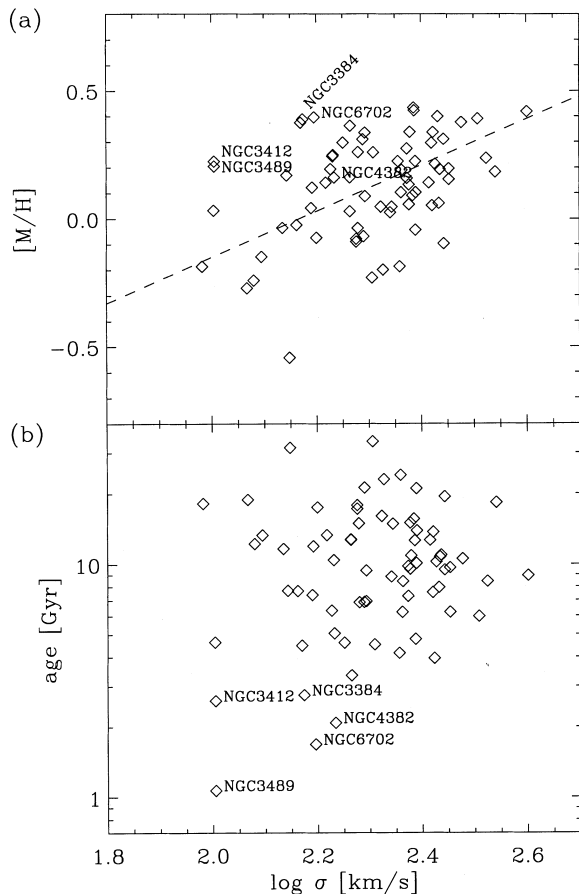 (a)
[M/H]
0.5
0.0
−0.5
NGC3384
NGC6702
NGC3412
NGC3489
NGC4382
(b)
age [Gyr]
10
1
NGC3412
NGC3384
NGC4382
NGC6702
NGC3489
1.8 2.0 2.2 2.4 2.6
log σ [km/s]